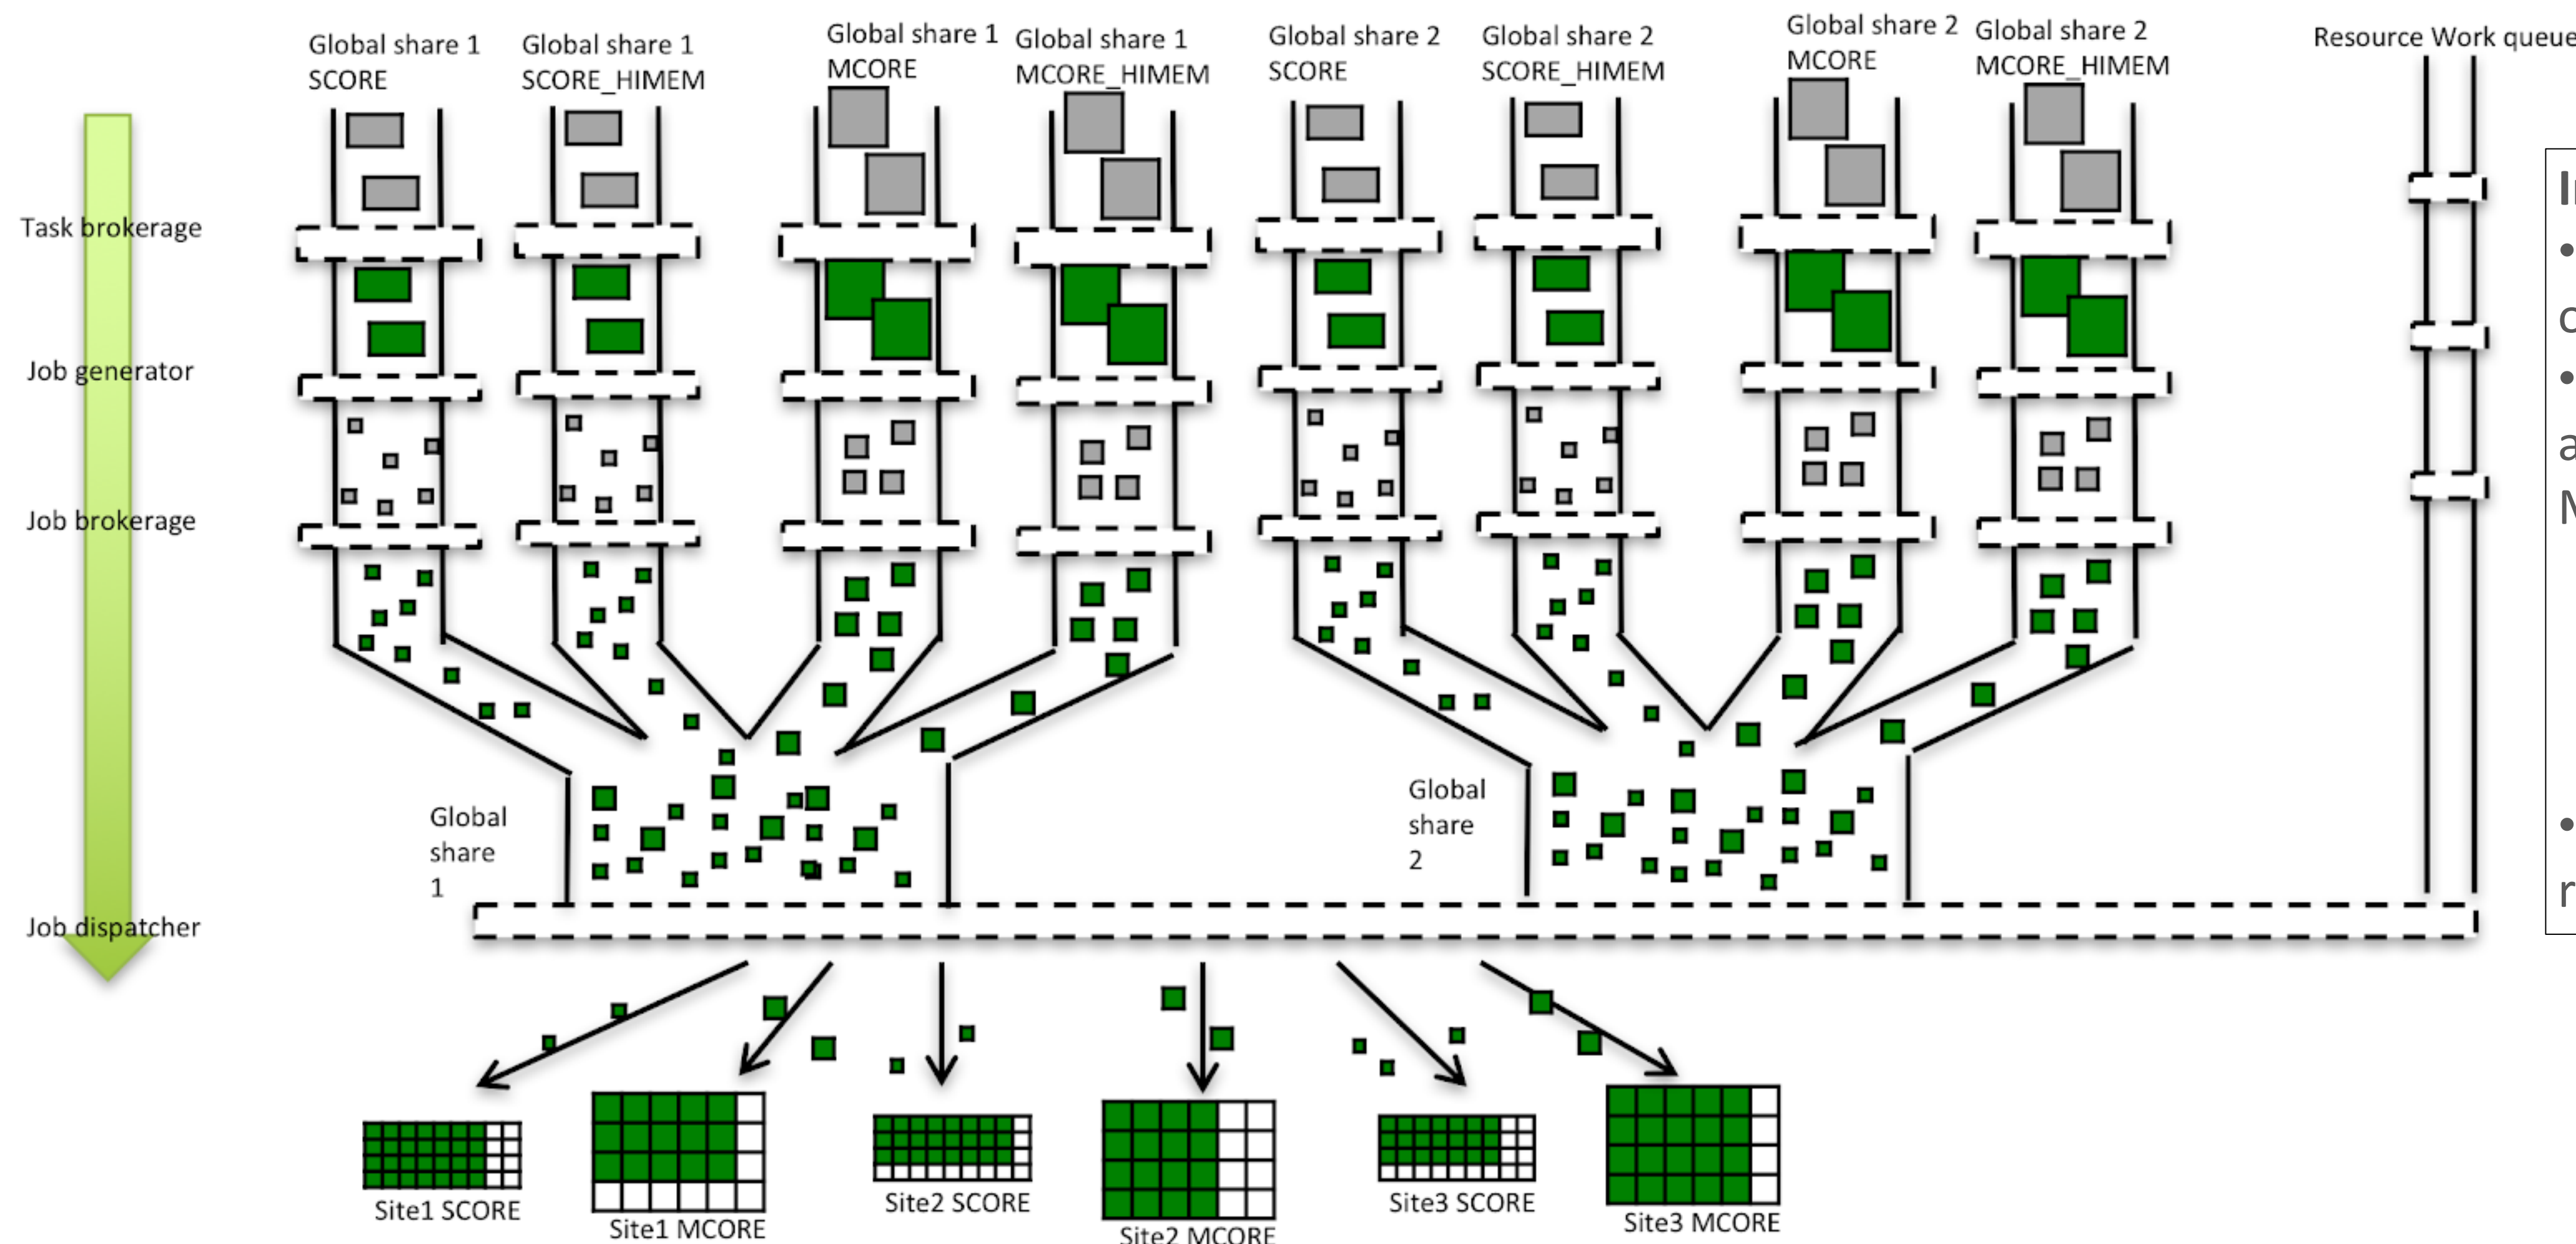 Global share 1
SCORE
Global share 1
SCORE_HIMEM
Global share 1
MCORE
Global share 1
MCORE_HIMEM
Global share 2
SCORE
Global share 2
SCORE_HIMEM
Global share 2
MCORE
Global share 2
MCORE_HIMEM
Resource Work queue
Task brokerage
Job generator
Job brokerage
Global
share
1
Global
share
2
Job dispatcher
Site1 SCORE
Site1 MCORE
Site2 SCORE
Site2 MCORE
Site3 SCORE
Site3 MCORE